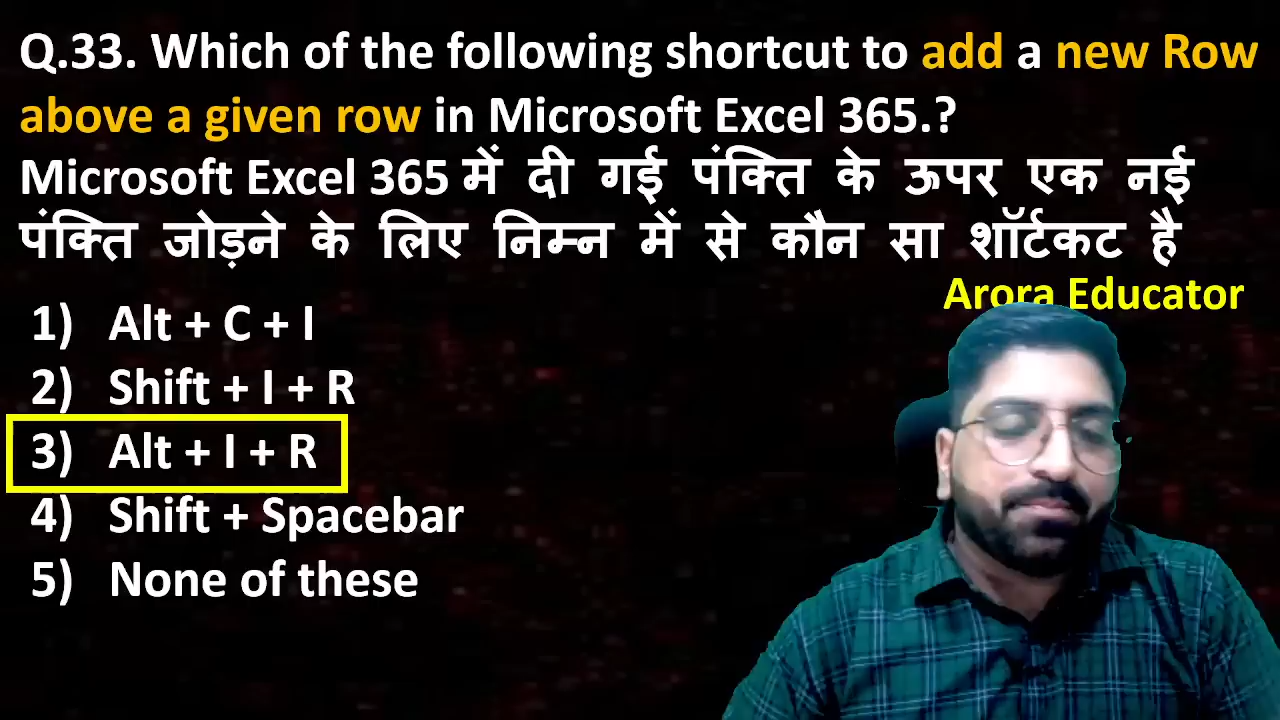 Q.33. Which of the following shortcut to add a new Row
above a given row in Microsoft Excel 365.?
Microsoft Excel 365 में दी गई पंक्ति के ऊपर एक नई
पंक्ति जोड़ने के लिए निम्न में से कौन सा शॉर्टकट है
Arora Educator
1) Alt + C + I
2) Shift + I + R
3) Alt + I + R
4) Shift + Spacebar
5) None of these